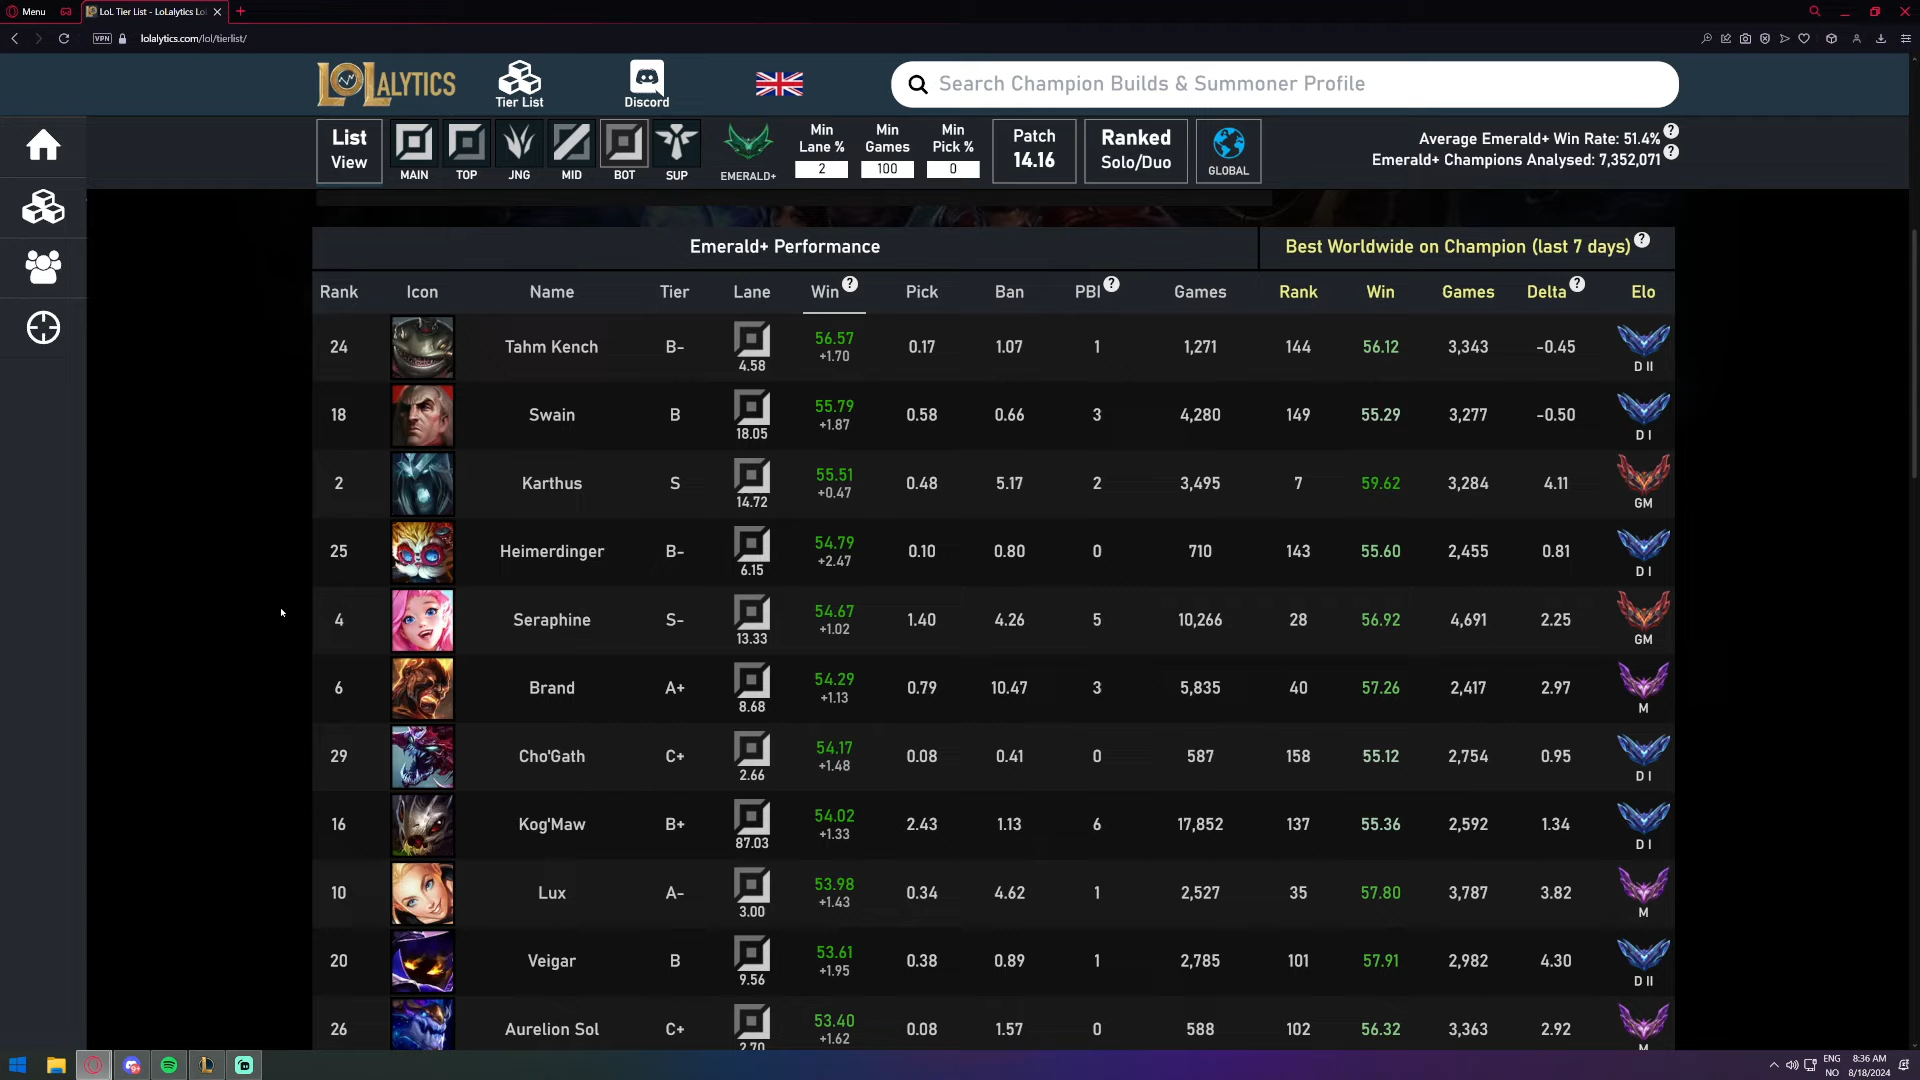 Menu
LoL Tier List - LoLalytics Lo
VPN
lolalytics.com/lol/tierlist/
LOLALYTICS
Tier List
Discord
Search Champion Builds & Summoner Profile
List View
MAIN
TOP
JNG
MID
BOT
SUP
EMERALD+
Min Lane % 2
Min Games 100
Min Pick % 0
Patch 14.16
Ranked Solo/Duo
GLOBAL
Average Emerald+ Win Rate: 51.4% ?
Emerald+ Champions Analysed: 7,352,071 ?
Emerald+ Performance
Best Worldwide on Champion (last 7 days) ?
Rank Icon Name Tier Lane Win ? Pick Ban PBI ? Games Rank Win Games Delta ? Elo
24 Tahm Kench B- 4.58 56.57 +1.70 0.17 1.07 1 1,271 144 56.12 3,343 -0.45 D II
18 Swain B 18.05 55.79 +1.87 0.58 0.66 3 4,280 149 55.29 3,277 -0.50 D I
2 Karthus S 14.72 55.51 +0.47 0.48 5.17 2 3,495 7 59.62 3,284 4.11 GM
25 Heimerdinger B- 6.15 54.79 +2.47 0.10 0.80 0 710 143 55.60 2,455 0.81 D I
4 Seraphine S- 13.33 54.67 +1.02 1.40 4.26 5 10,266 28 56.92 4,691 2.25 GM
6 Brand A+ 8.68 54.29 +1.13 0.79 10.47 3 5,835 40 57.26 2,417 2.97 M
29 Cho'Gath C+ 2.66 54.17 +1.48 0.08 0.41 0 587 158 55.12 2,754 0.95 D I
16 Kog'Maw B+ 87.03 54.02 +1.33 2.43 1.13 6 17,852 137 55.36 2,592 1.34 D I
10 Lux A- 3.00 53.98 +1.43 0.34 4.62 1 2,527 35 57.80 3,787 3.82 M
20 Veigar B 9.56 53.61 +1.95 0.38 0.89 1 2,785 101 57.91 2,982 4.30 D II
26 Aurelion Sol C+ 2.70 53.40 +1.62 0.08 1.57 0 588 102 56.32 3,363 2.92 M
ENG 8:36 AM
NO 8/18/2024